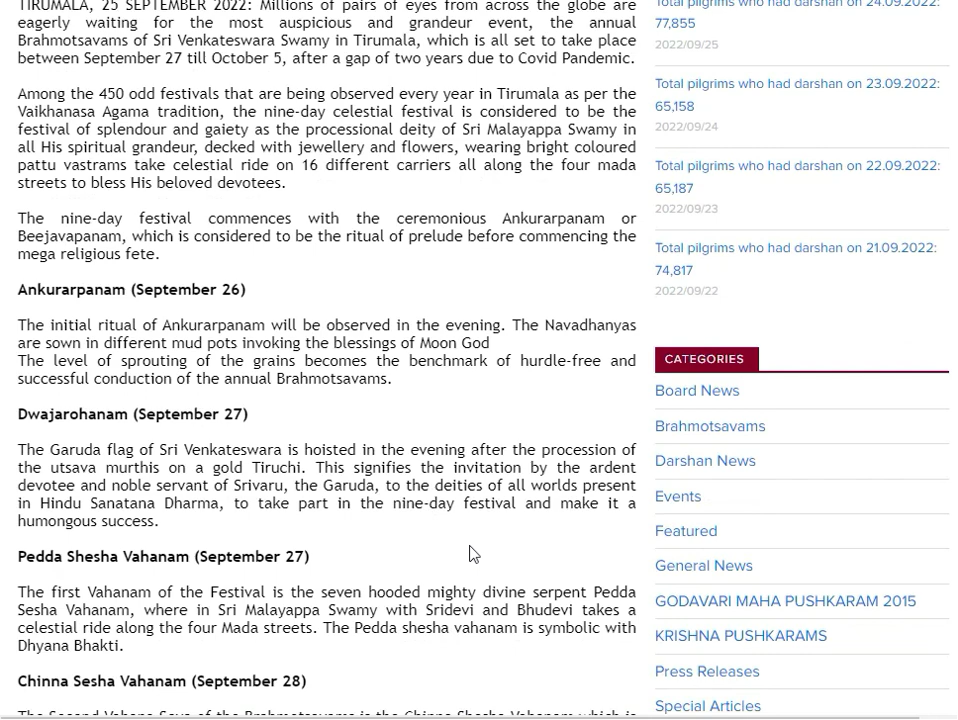 TIRUMALA, 25 SEPTEMBER 2022: Millions of pairs of eyes from across the globe are
eagerly waiting for the most auspicious and grandeur event, the annual
Brahmotsavams of Sri Venkateswara Swamy in Tirumala, which is all set to take place
between September 27 till October 5, after a gap of two years due to Covid Pandemic.
Among the 450 odd festivals that are being observed every year in Tirumala as per the
Vaikhanasa Agama tradition, the nine-day celestial festival is considered to be the
festival of splendour and gaiety as the processional deity of Sri Malayappa Swamy in
all His spiritual grandeur, decked with jewellery and flowers, wearing bright coloured
pattu vastrams take celestial ride on 16 different carriers all along the four mada
streets to bless His beloved devotees.
The nine-day festival commences with the ceremonious Ankurarpanam or
Beejavapanam, which is considered to be the ritual of prelude before commencing the
mega religious fete.
Ankurarpanam (September 26)
The initial ritual of Ankurarpanam will be observed in the evening. The Navadhanyas
are sown in different mud pots invoking the blessings of Moon God
The level of sprouting of the grains becomes the benchmark of hurdle-free and
successful conduction of the annual Brahmotsavams.
Dwajarohanam (September 27)
The Garuda flag of Sri Venkateswara is hoisted in the evening after the procession of
the utsava murthis on a gold Tiruchi. This signifies the invitation by the ardent
devotee and noble servant of Srivaru, the Garuda, to the deities of all worlds present
in Hindu Sanatana Dharma, to take part in the nine-day festival and make it a
humongous success.
Pedda Shesha Vahanam (September 27)
The first Vahanam of the Festival is the seven hooded mighty divine serpent Pedda
Sesha Vahanam, where in Sri Malayappa Swamy with Sridevi and Bhudevi takes a
celestial ride along the four Mada streets. The Pedda shesha vahanam is symbolic with
Dhyana Bhakti.
Chinna Sesha Vahanam (September 28)
The Second Vahana Seva of the Brahmotsavams is the Chinna Shesha Vahanam which is
Total pilgrims who had darshan on 24.09.2022:
77,855
2022/09/25
Total pilgrims who had darshan on 23.09.2022:
65,158
2022/09/24
Total pilgrims who had darshan on 22.09.2022:
65,187
2022/09/23
Total pilgrims who had darshan on 21.09.2022:
74,817
2022/09/22
CATEGORIES
Board News
Brahmotsavams
Darshan News
Events
Featured
General News
GODAVARI MAHA PUSHKARAM 2015
KRISHNA PUSHKARAMS
Press Releases
Special Articles